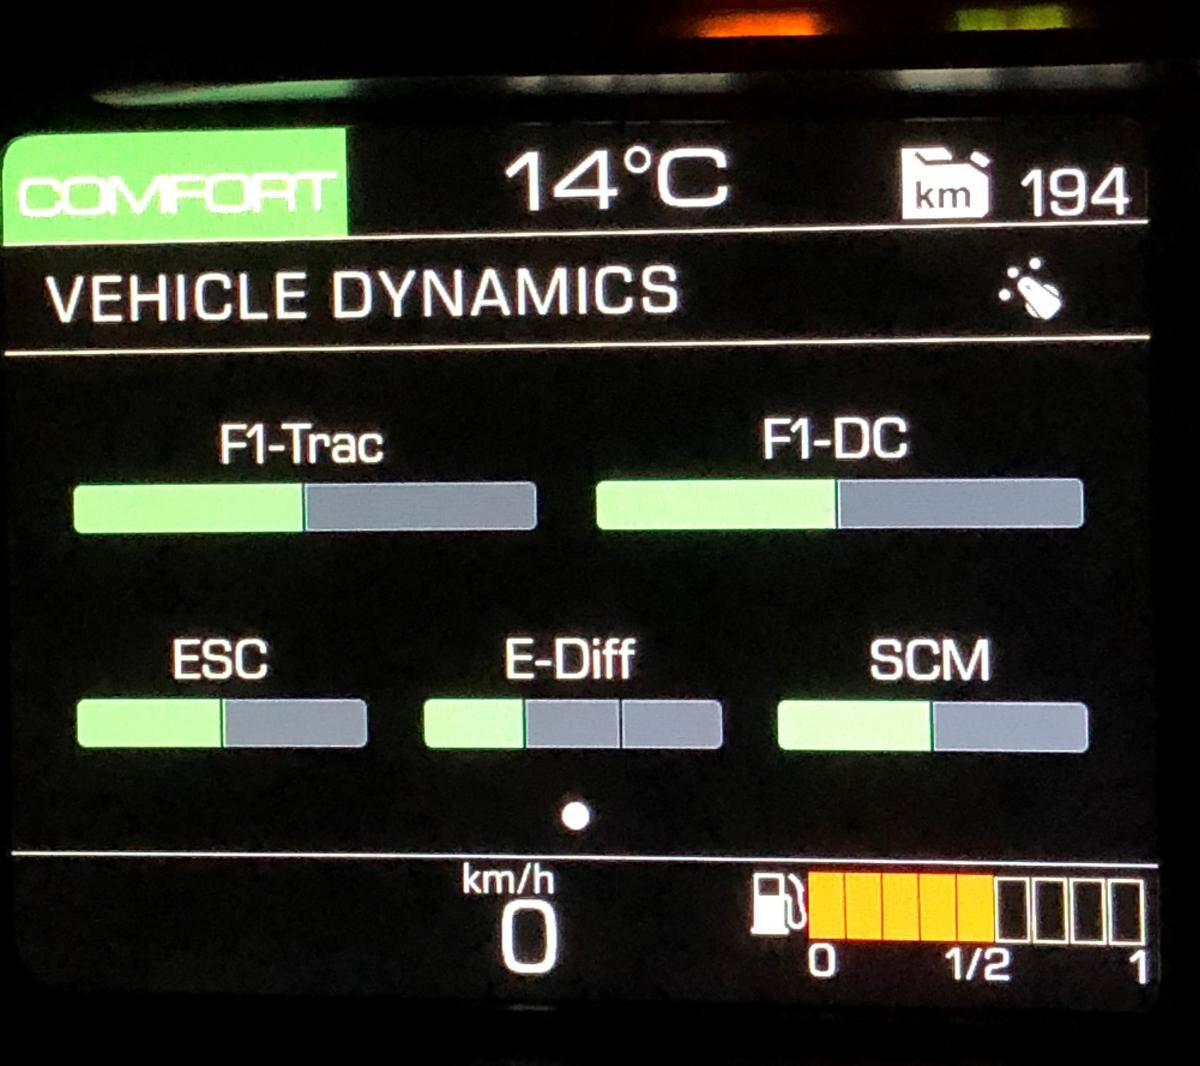 COMFORT 14°C km 194
VEHICLE DYNAMICS
F1-Trac F1-DC
ESC E-Diff SCM
km/h
0
0 1/2 1